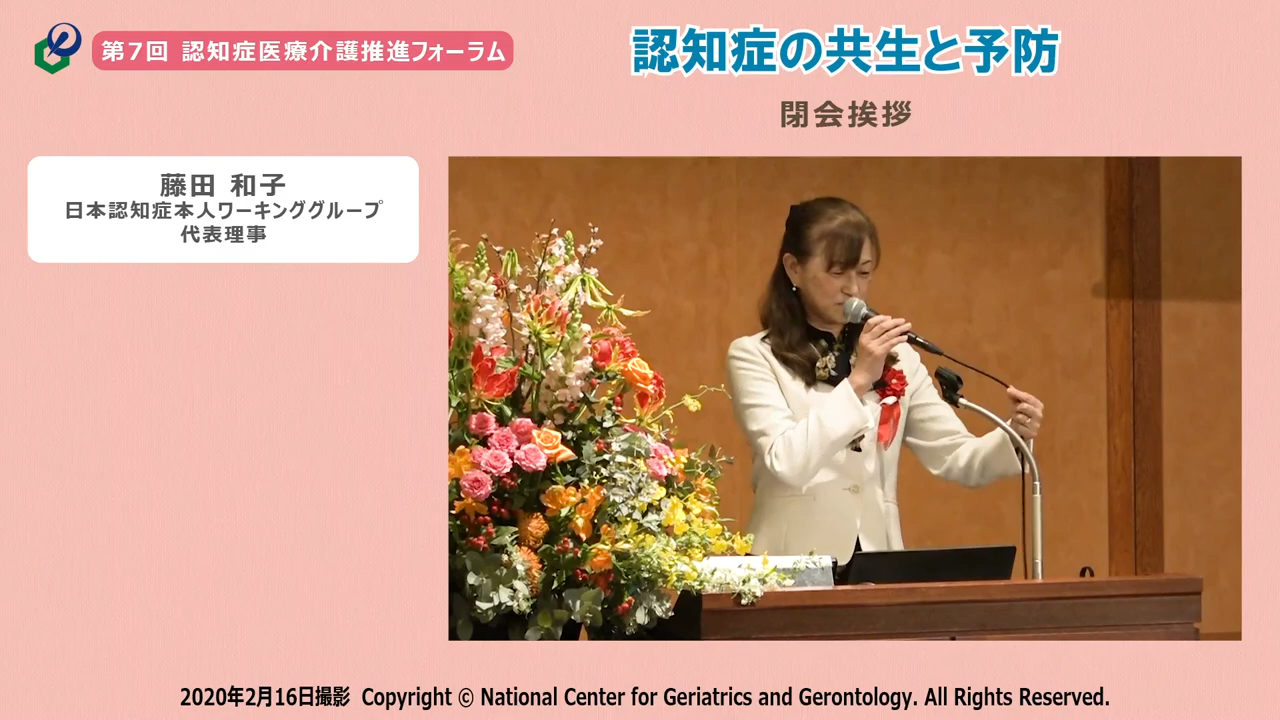 第7回 認知症医療介護推進フォーラム
認知症の共生と予防
閉会挨拶
藤田 和子
日本認知症本人ワーキンググループ
代表理事
2020年2月16日撮影 Copyright © National Center for Geriatrics and Gerontology. All Rights Reserved.